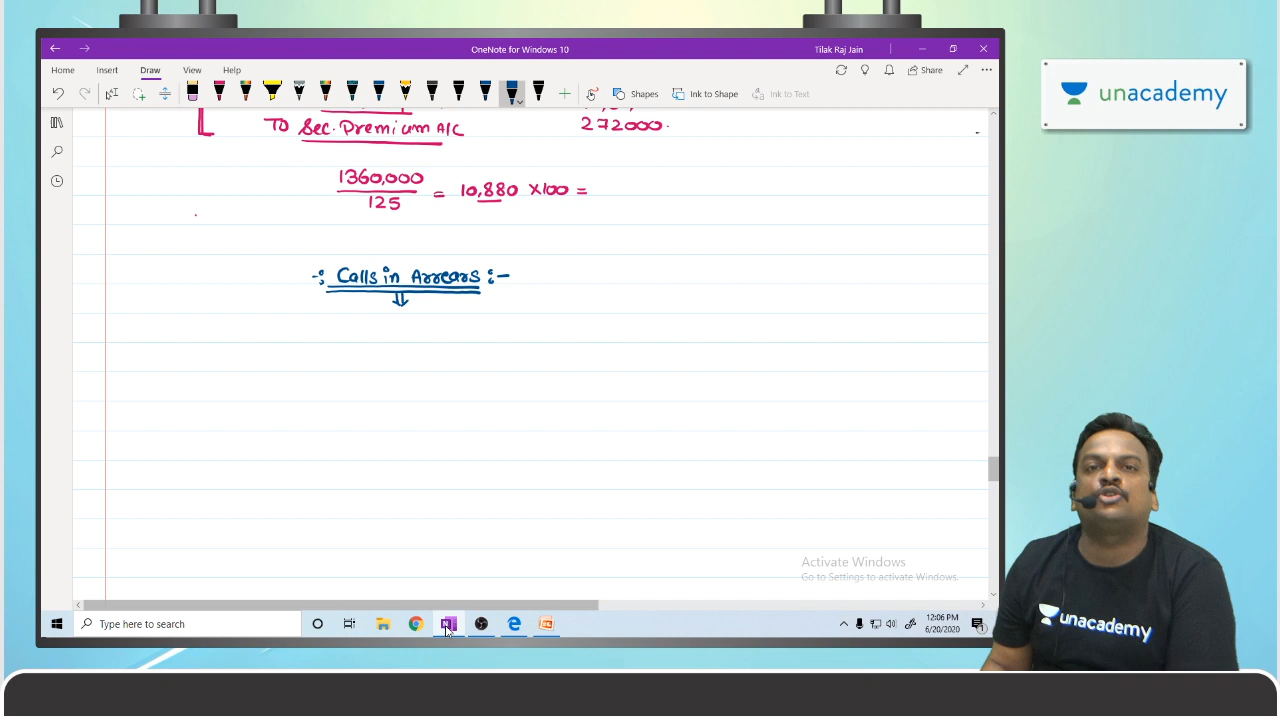 OneNote for Windows 10
Tilak Raj Jain
Home Insert Draw View Help
Share
Shapes Ink to Shape Ink to Text
unacademy
To Sec. Premium A/C 272000.
1360,000
125
= 10,880 ×100 =
-: Calls in Arrears :-
Activate Windows
Go to Settings to activate Windows.
unacademy
Type here to search
12:06 PM
6/20/2020
1